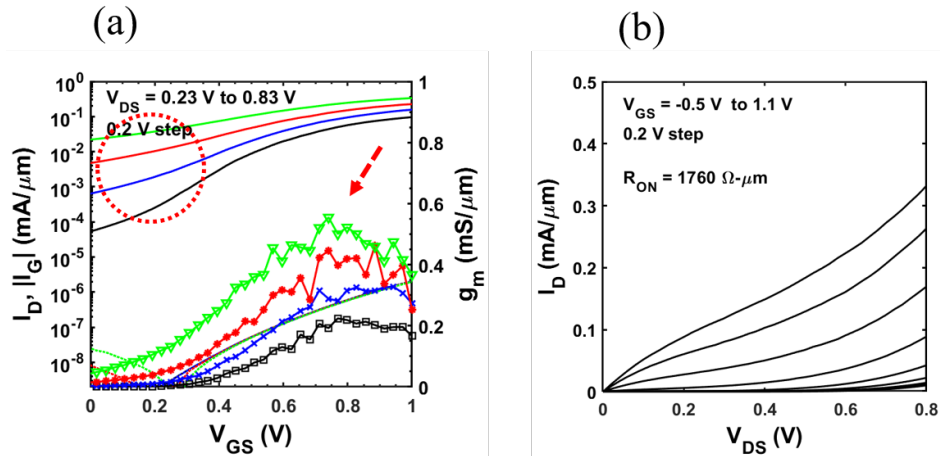 (a)
(b)
10⁰
10⁻¹
10⁻²
10⁻³
10⁻⁴
10⁻⁵
10⁻⁶
10⁻⁷
10⁻⁸
I_D, |I_G| (mA/μm)
V_DS = 0.23 V to 0.83 V
0.2 V step
1
0.8
0.6
0.4
0.2
0
g_m (mS/μm)
0 0.2 0.4 0.6 0.8 1
V_GS (V)
0.5
0.4
0.3
0.2
0.1
0
I_D (mA/μm)
V_GS = -0.5 V to 1.1 V
0.2 V step
R_ON = 1760 Ω-μm
0 0.2 0.4 0.6 0.8
V_DS (V)